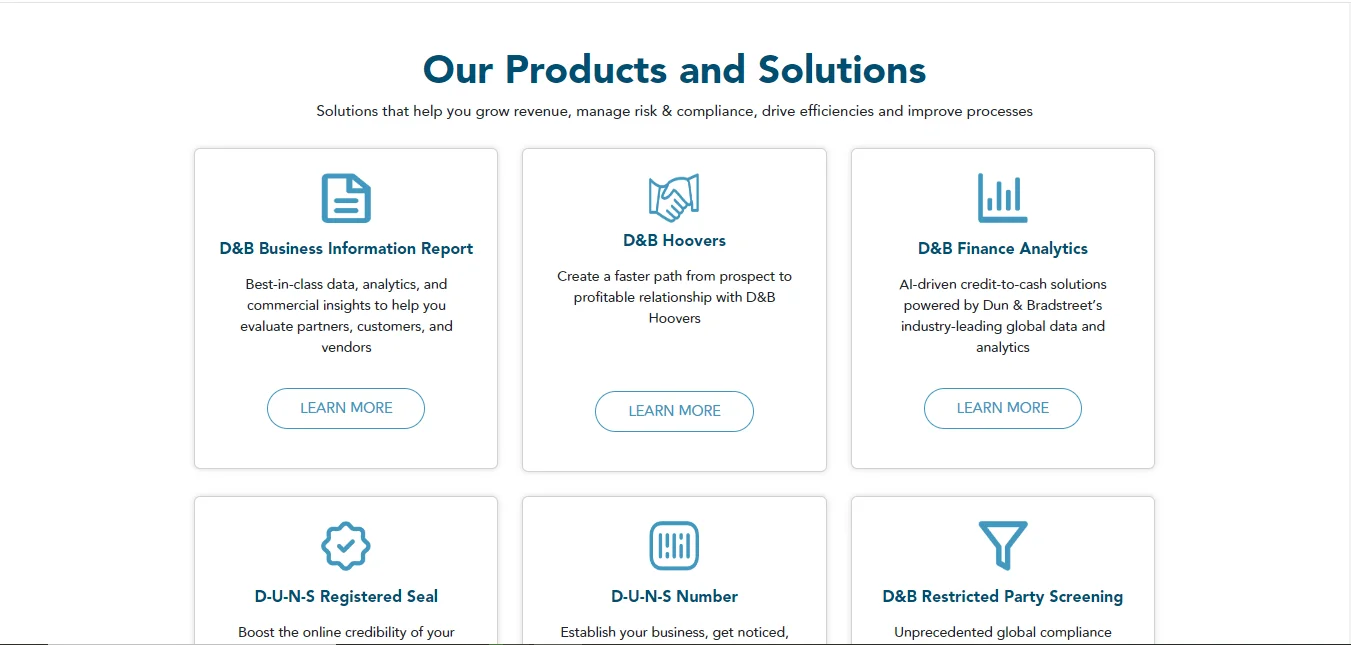 Our Products and Solutions
Solutions that help you grow revenue, manage risk & compliance, drive efficiencies and improve processes
D&B Business Information Report
Best-in-class data, analytics, and
commercial insights to help you
evaluate partners, customers, and
vendors
LEARN MORE
D&B Hoovers
Create a faster path from prospect to
profitable relationship with D&B
Hoovers
LEARN MORE
D&B Finance Analytics
AI-driven credit-to-cash solutions
powered by Dun & Bradstreet’s
industry-leading global data and
analytics
LEARN MORE
D-U-N-S Registered Seal
Boost the online credibility of your
D-U-N-S Number
Establish your business, get noticed,
D&B Restricted Party Screening
Unprecedented global compliance